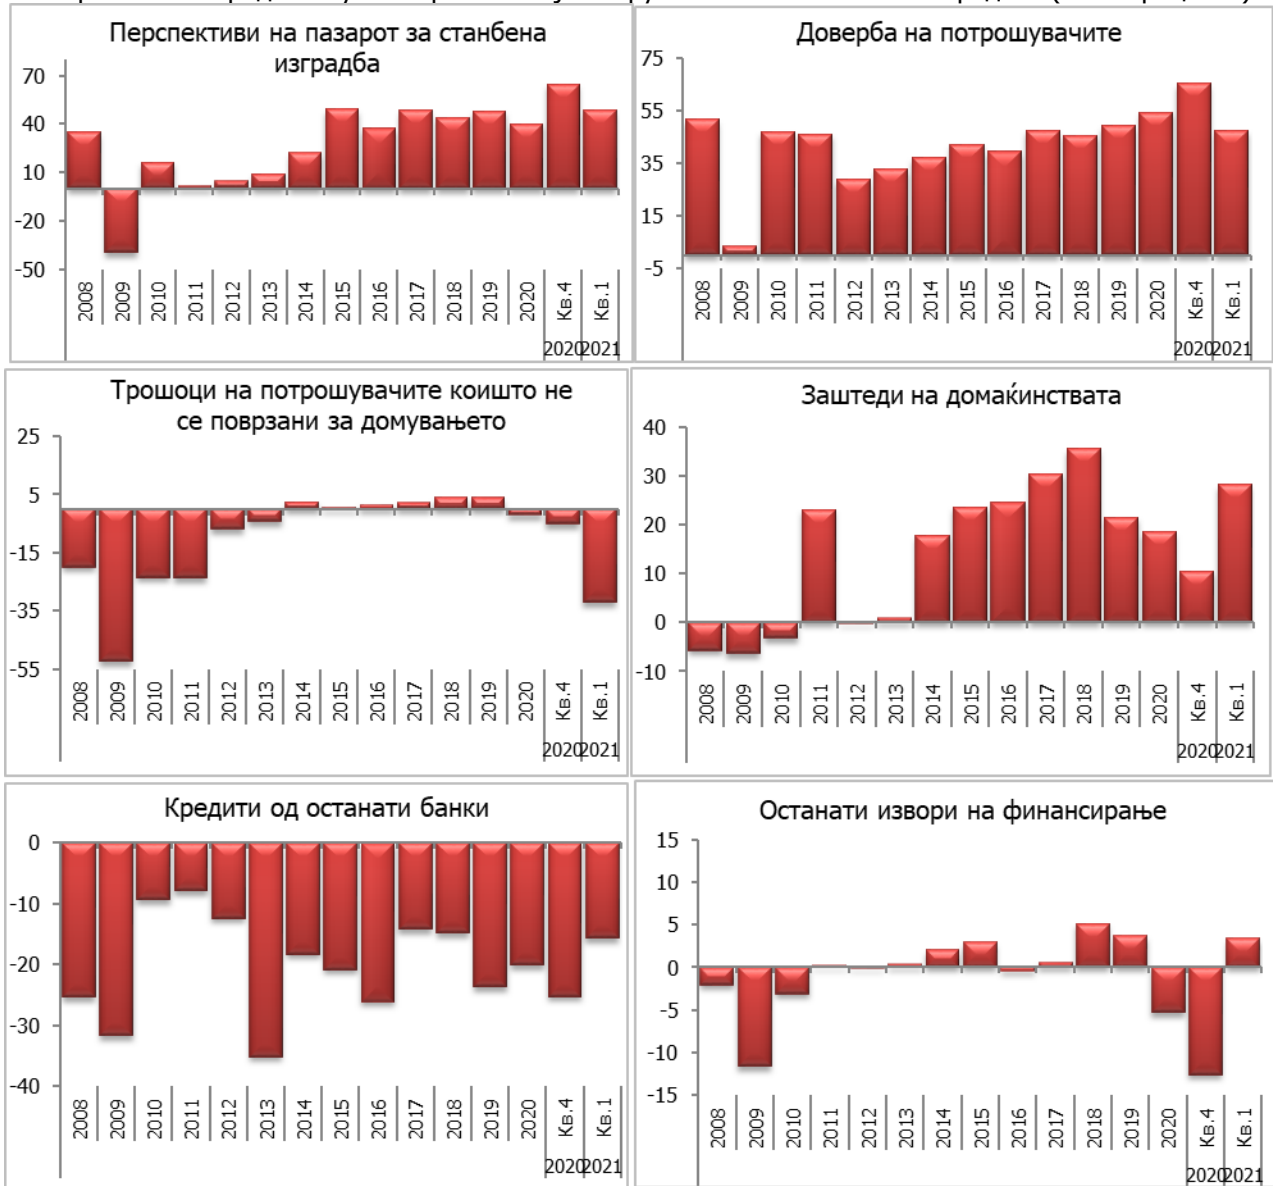 Перспективи на пазарот за станбена
изградба
70
40
10
-20
-50
2008 2009 2010 2011 2012 2013 2014 2015 2016 2017 2018 2019 2020 Кв.4 Кв.1
2020 2021
Доверба на потрошувачите
75
55
35
15
-5
2008 2009 2010 2011 2012 2013 2014 2015 2016 2017 2018 2019 2020 Кв.4 Кв.1
2020 2021
Трошоци на потрошувачите коишто не
се поврзани за домувањето
25
5
-15
-35
-55
2008 2009 2010 2011 2012 2013 2014 2015 2016 2017 2018 2019 2020 Кв.4 Кв.1
2020 2021
Заштеди на домаќинствата
40
30
20
10
0
-10
2008 2009 2010 2011 2012 2013 2014 2015 2016 2017 2018 2019 2020 Кв.4 Кв.1
2020 2021
Кредити од останати банки
0
-10
-20
-30
-40
2008 2009 2010 2011 2012 2013 2014 2015 2016 2017 2018 2019 2020 Кв.4 Кв.1
2020 2021
Останати извори на финансирање
15
10
5
0
-5
-10
-15
2008 2009 2010 2011 2012 2013 2014 2015 2016 2017 2018 2019 2020 Кв.4 Кв.1
2020 2021